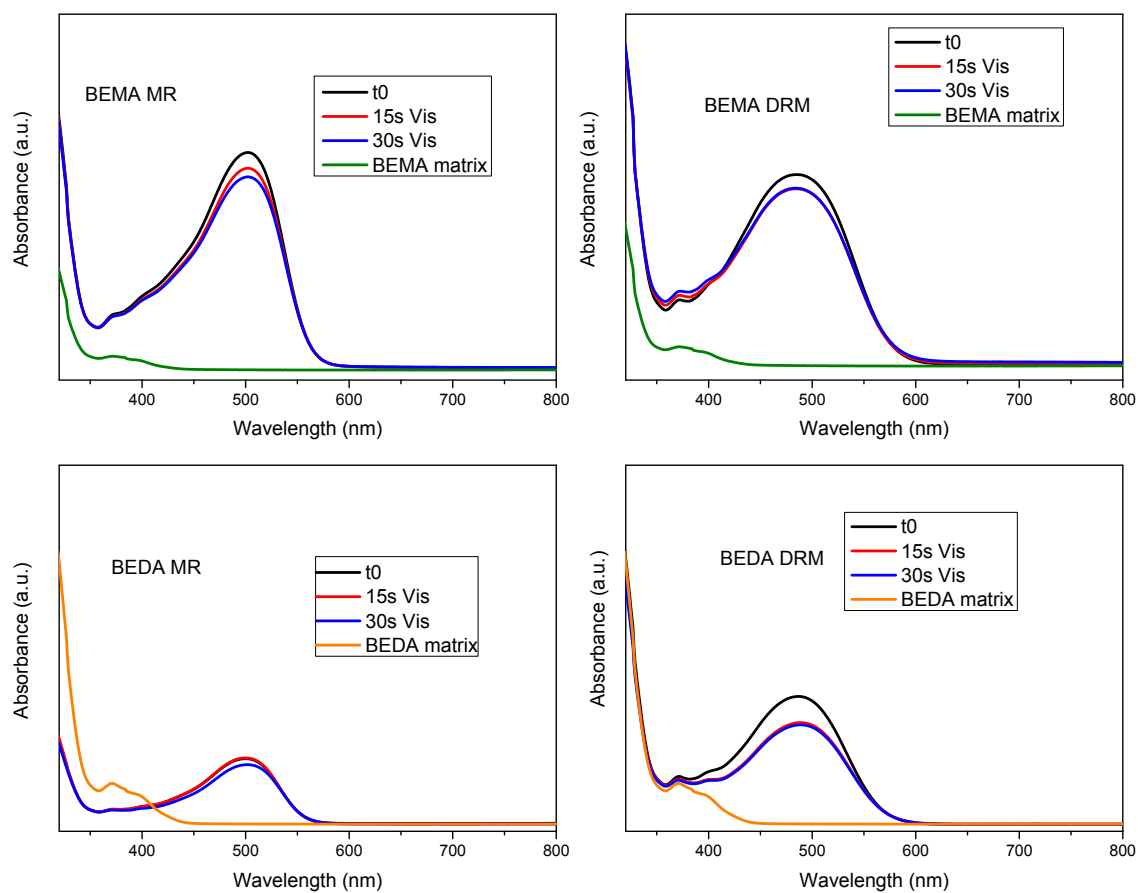 BEMA MR
t0
15s Vis
30s Vis
BEMA matrix
Absorbance (a.u.)
400
500
600
700
800
Wavelength (nm)
BEMA DRM
t0
15s Vis
30s Vis
BEMA matrix
Absorbance (a.u.)
400
500
600
700
800
Wavelength (nm)
BEDA MR
t0
15s Vis
30s Vis
BEDA matrix
Absorbance (a.u.)
400
500
600
700
800
Wavelength (nm)
BEDA DRM
t0
15s Vis
30s Vis
BEDA matrix
Absorbance (a.u.)
400
500
600
700
800
Wavelength (nm)